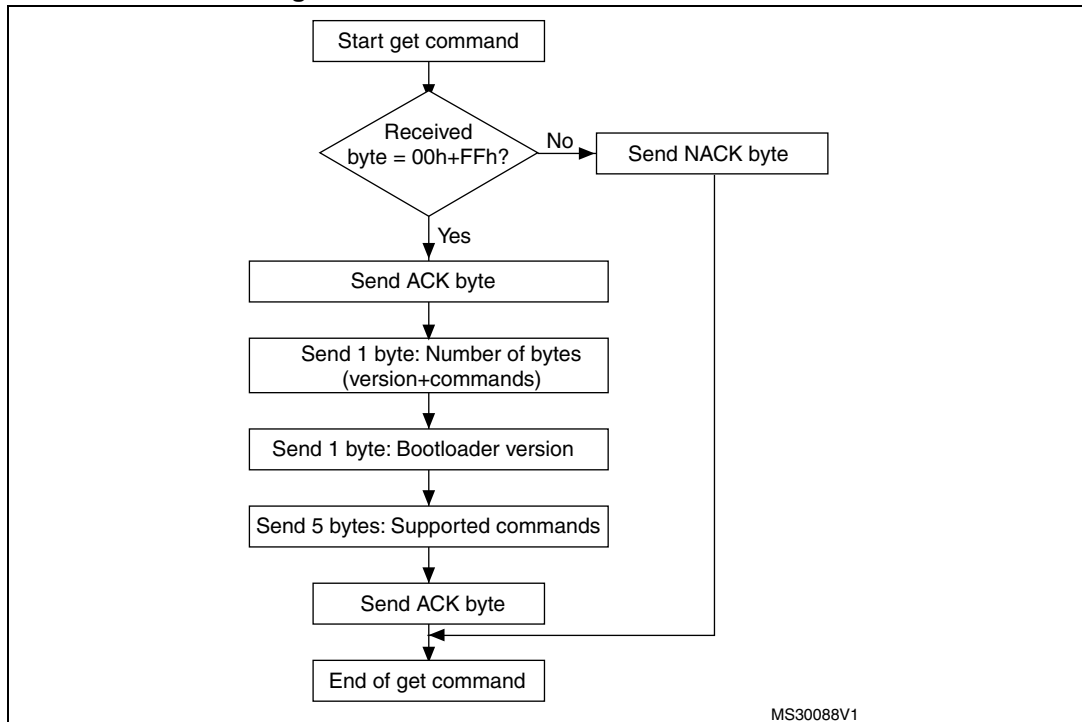 Start get command
Received
byte = 00h+FFh?
No
Send NACK byte
Yes
Send ACK byte
Send 1 byte: Number of bytes
(version+commands)
Send 1 byte: Bootloader version
Send 5 bytes: Supported commands
Send ACK byte
End of get command
MS30088V1